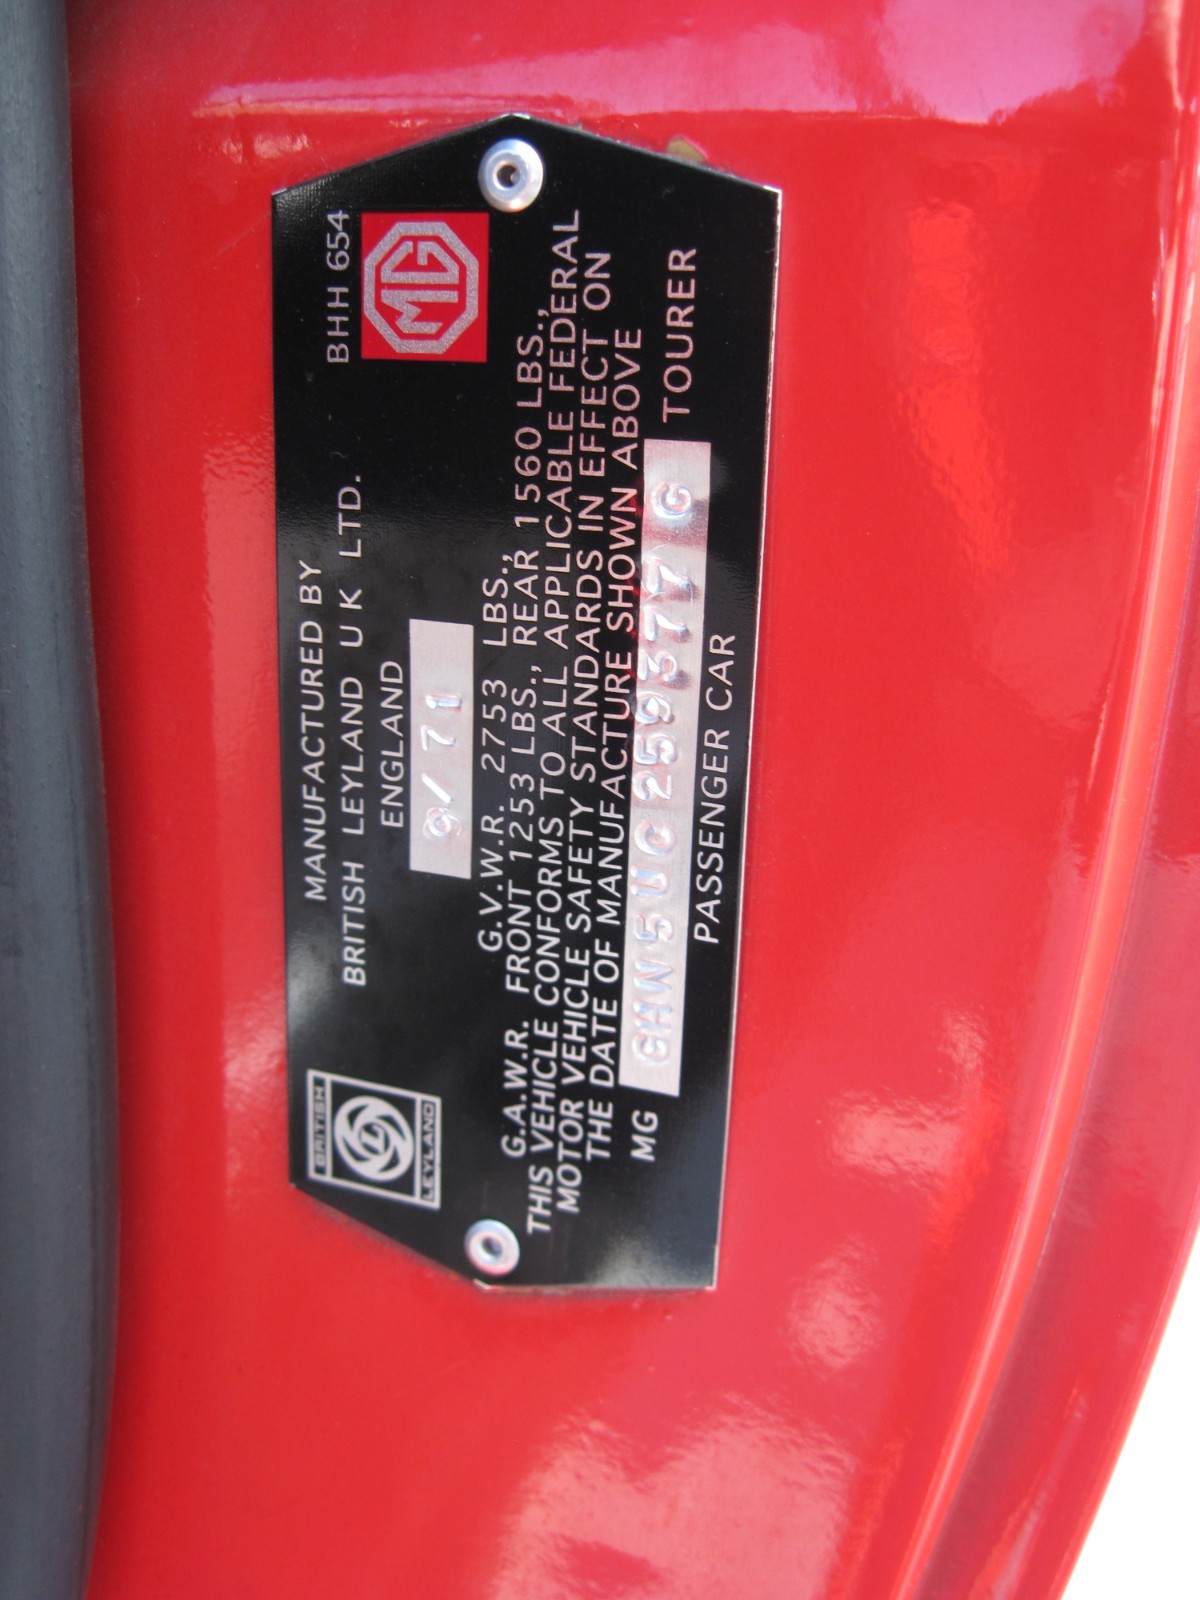 BHH 654
MG
MANUFACTURED BY
BRITISH LEYLAND U K LTD.
ENGLAND
BRITISH
L
LEYLAND
9/71
G.V.W.R. 2753 LBS.,
G.A.W.R. FRONT 1253 LBS., REAR 1560 LBS.,
THIS VEHICLE CONFORMS TO ALL APPLICABLE FEDERAL
MOTOR VEHICLE SAFETY STANDARDS IN EFFECT ON
THE DATE OF MANUFACTURE SHOWN ABOVE
MG GHN5UC259377G TOURER
PASSENGER CAR